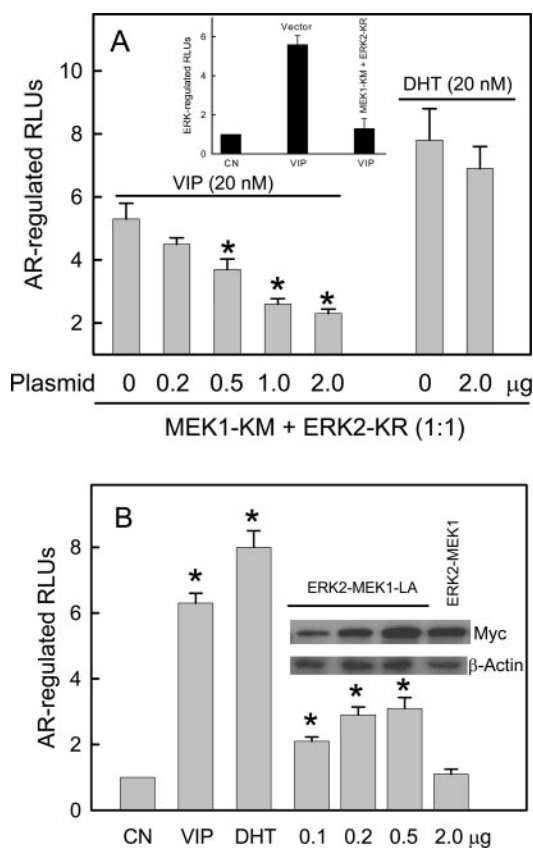 A
AR-regulated RLUs
10
8
6
4
2
ERK-regulated RLUs
6
4
2
0
Vector
MEK1-KM + ERK2-KR
CN VIP VIP
VIP (20 nM)
DHT (20 nM)
* * *
Plasmid 0 0.2 0.5 1.0 2.0 0 2.0 μg
MEK1-KM + ERK2-KR (1:1)
B
AR-regulated RLUs
8
6
4
2
0
* *
ERK2-MEK1-LA
ERK2-MEK1
Myc
β-Actin
* * *
CN VIP DHT 0.1 0.2 0.5 2.0 μg